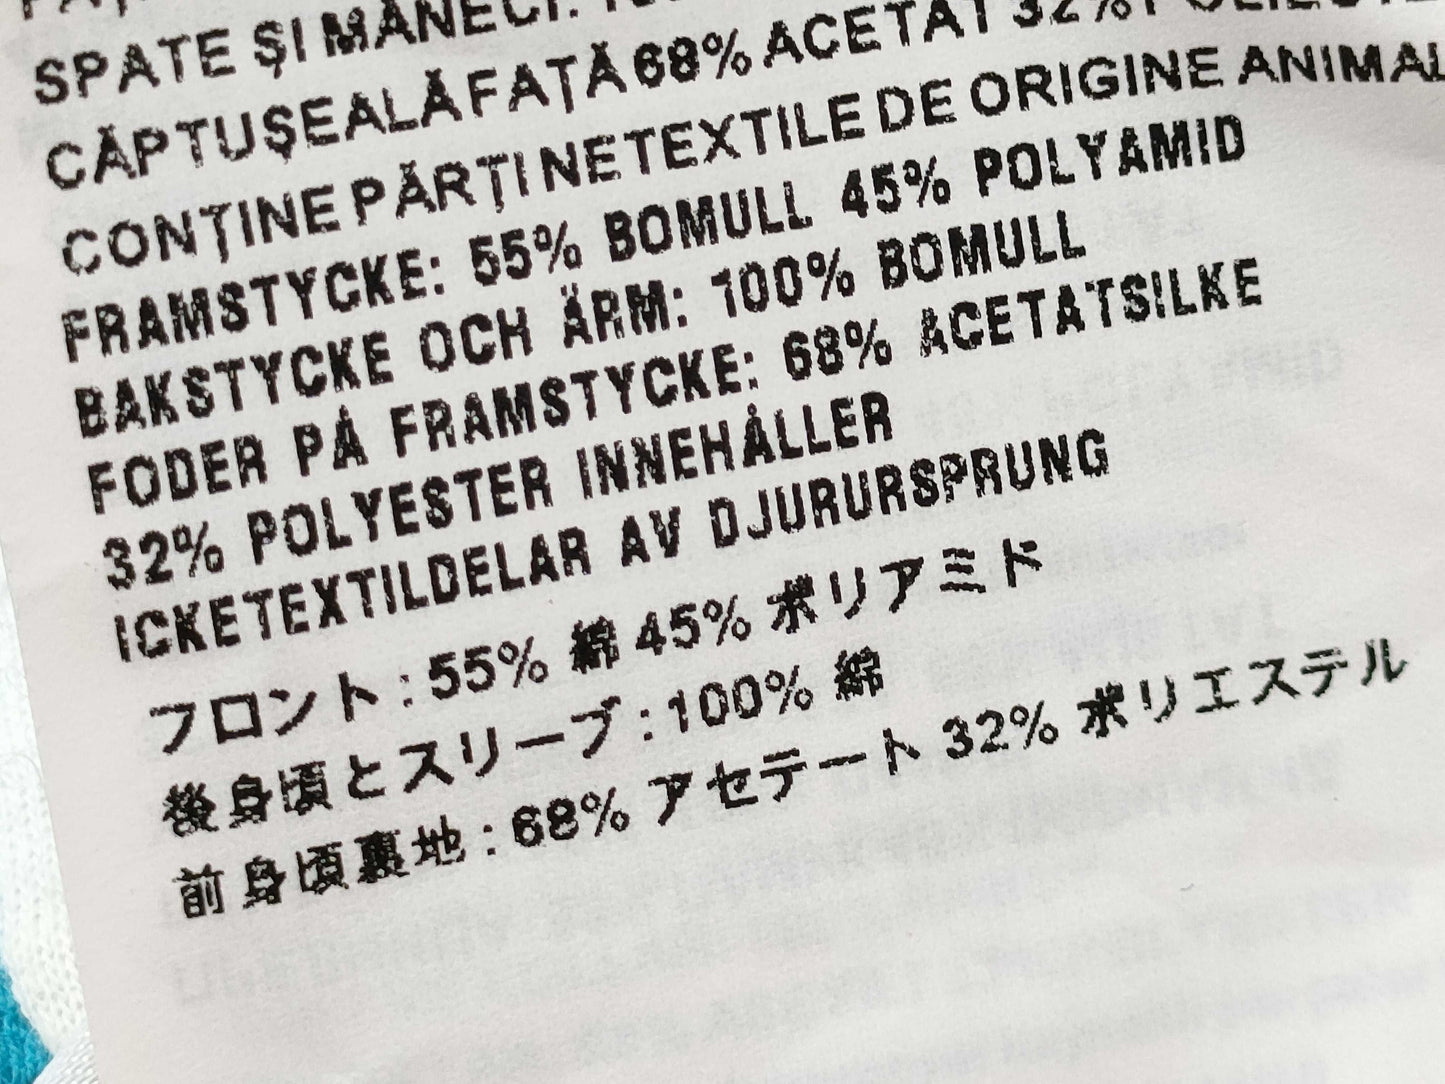 SPATE ȘI MÂNECI:
CĂPTUȘEALĂ FAȚĂ 68% ACETAT 32%
CONȚINE PĂRȚI NETEXTILE DE ORIGINE ANIMAL
FRAMSTYCKE: 55% BOMULL 45% POLYAMID
BAKSTYCKE OCH ÄRM: 100% BOMULL
FODER PÅ FRAMSTYCKE: 68% ACETATSILKE
32% POLYESTER INNEHÅLLER
ICKETEXTILDELAR AV DJURURSPRUNG
フロント : 55% 綿 45% ポリアミド
後身頃とスリーブ : 100% 綿
前身頃裏地 : 68% アセテート 32% ポリエステル